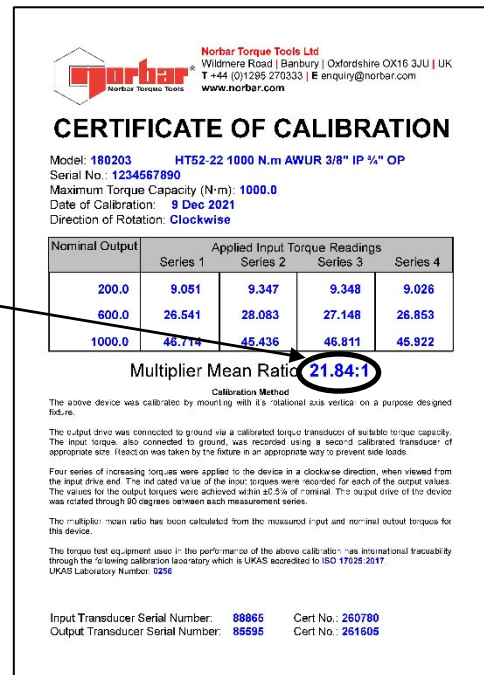 Norbar
®
Norbar Torque Tools
Norbar Torque Tools Ltd
Wildmere Road | Banbury | Oxfordshire OX16 3JU | UK
T +44 (0)1295 270333 | E enquiry@norbar.com
www.norbar.com
CERTIFICATE OF CALIBRATION
Model: 180203 HT52-22 1000 N.m AWUR 3/8" IP ¾" OP
Serial No.: 1234567890
Maximum Torque Capacity (N·m): 1000.0
Date of Calibration: 9 Dec 2021
Direction of Rotation: Clockwise
Nominal Output Applied Input Torque Readings
Series 1 Series 2 Series 3 Series 4
200.0 9.051 9.347 9.348 9.026
600.0 26.541 28.083 27.148 26.853
1000.0 46.714 45.436 46.811 45.922
Multiplier Mean Ratio 21.84:1
Calibration Method
The above device was calibrated by mounting with it's rotational axis vertical on a purpose designed
fixture.
The output drive was connected to ground via a calibrated torque transducer of suitable torque capacity.
The input torque, also connected to ground, was recorded using a second calibrated transducer of
appropriate size. Reaction was taken by the fixture in an appropriate way to prevent side loads.
Four series of increasing torques were applied to the device in a clockwise direction, when viewed from
the input drive end. The indicated value of the input torques were recorded for each of the output values.
The values for the output torques were achieved within ±0.5% of nominal. The output drive of the device
was rotated through 90 degrees between each measurement series.
The multiplier mean ratio has been calculated from the measured input and nominal output torques for
this device.
The torque test equipment used in the performance of the above calibration has international traceability
through the following calibration laboratory which is UKAS accredited to ISO 17025:2017.
UKAS Laboratory Number: 0256
Input Transducer Serial Number: 88865 Cert No.: 260780
Output Transducer Serial Number: 85595 Cert No.: 261605